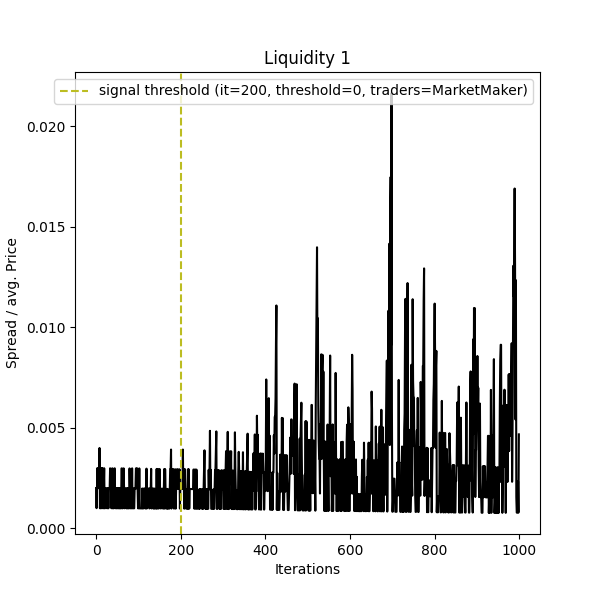 Liquidity 1
signal threshold (it=200, threshold=0, traders=MarketMaker)
0.020
0.015
0.010
0.005
0.000
Spread / avg. Price
0 200 400 600 800 1000
Iterations